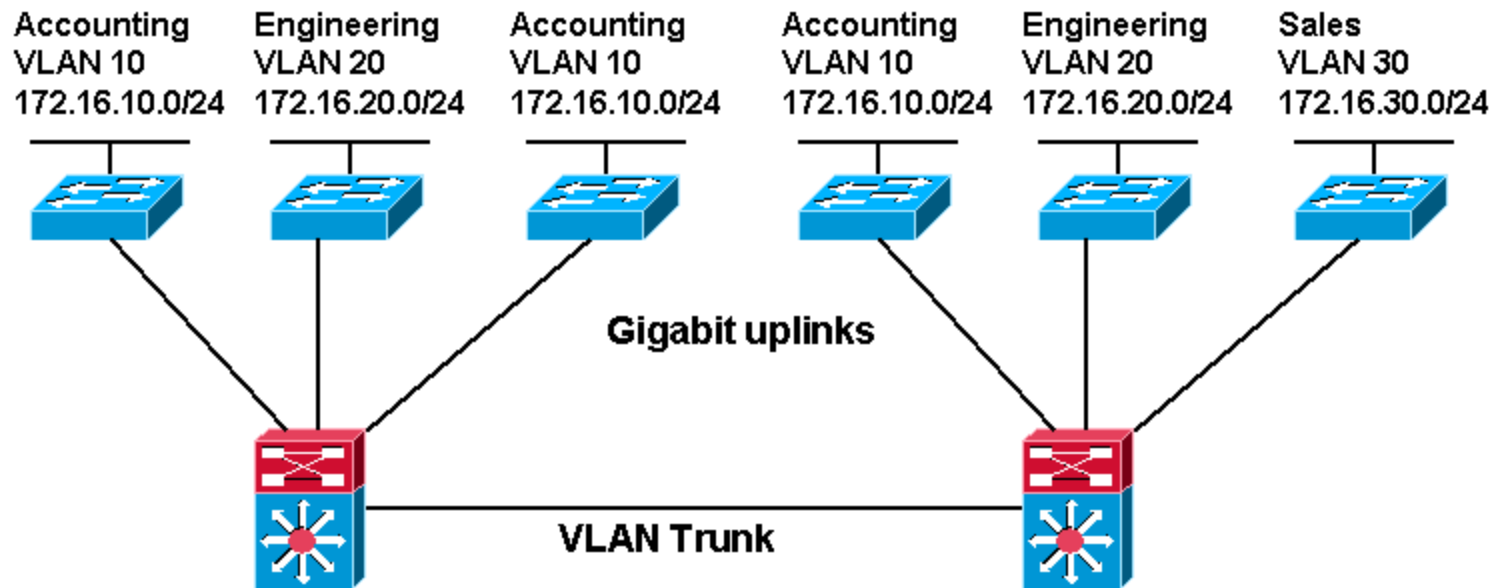 Accounting
VLAN 10
172.16.10.0/24
Engineering
VLAN 20
172.16.20.0/24
Accounting
VLAN 10
172.16.10.0/24
Accounting
VLAN 10
172.16.10.0/24
Engineering
VLAN 20
172.16.20.0/24
Sales
VLAN 30
172.16.30.0/24
Gigabit uplinks
VLAN Trunk